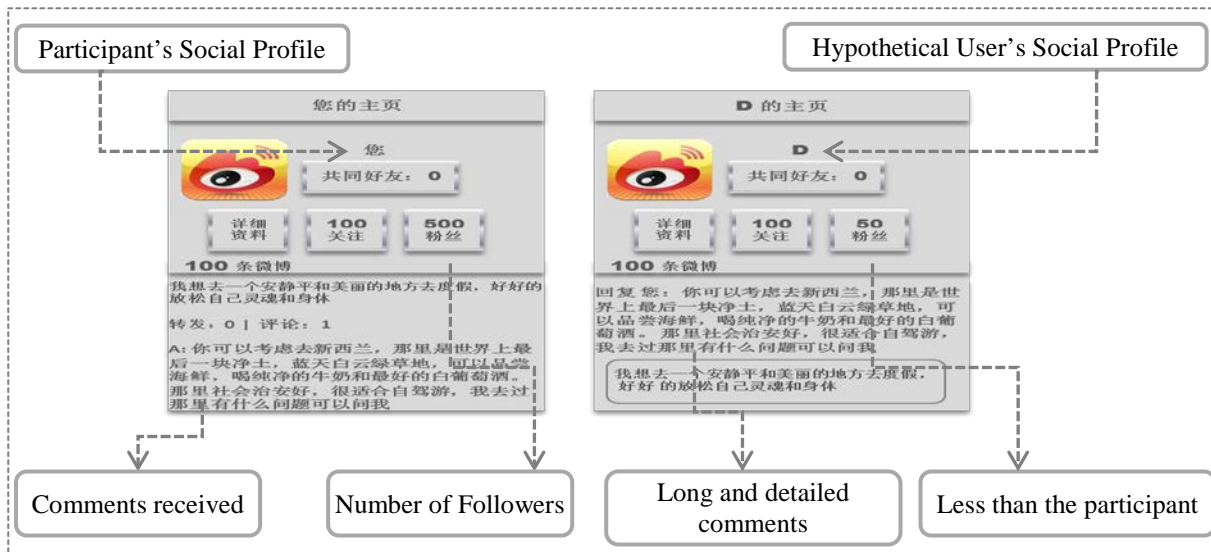 Participant’s Social Profile
Hypothetical User’s Social Profile
您的主页
您
共同好友：0
详细
资料
100
关注
500
粉丝
100 条微博
我想去一个安静平和美丽的地方去度假，好好的
放松自己灵魂和身体
转发，0 | 评论：1
A: 你可以考虑去新西兰，那里是世界上最
后一块净土，蓝天白云绿草地，可以品尝
海鲜，喝纯净的牛奶和最好的白葡萄酒。
那里社会治安好，很适合自驾游，我去过
那里有什么问题可以问我
D 的主页
D
共同好友：0
详细
资料
100
关注
50
粉丝
100 条微博
回复 您：你可以考虑去新西兰，那里是世
界上最后一块净土，蓝天白云绿草地，可
以品尝海鲜，喝纯净的牛奶和最好的白葡
萄酒。那里社会治安好，很适合自驾游，
我去过那里有什么问题可以问我
我想去一个安静平和美丽的地方去度假，
好好的放松自己灵魂和身体
Comments received
Number of Followers
Long and detailed
comments
Less than the participant